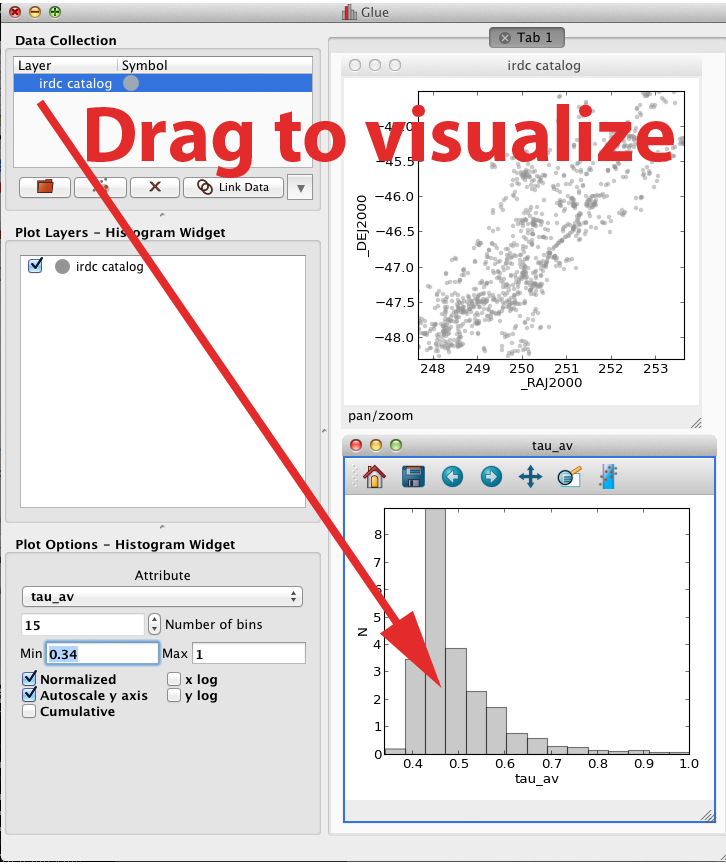 Glue
Data Collection
Layer Symbol
irdc catalog
Drag to visualize
Link Data
Plot Layers - Histogram Widget
irdc catalog
Plot Options - Histogram Widget
Attribute
tau_av
15 Number of bins
Min 0.34 Max 1
Normalized x log
Autoscale y axis y log
Cumulative
Tab 1
irdc catalog
−45.5
−46.0
−46.5
−47.0
−47.5
−48.0
_DEJ2000
248 249 250 251 252 253
_RAJ2000
pan/zoom
tau_av
8
5
4
3
2
1
0
N
0.4 0.5 0.6 0.7 0.8 0.9 1.0
tau_av